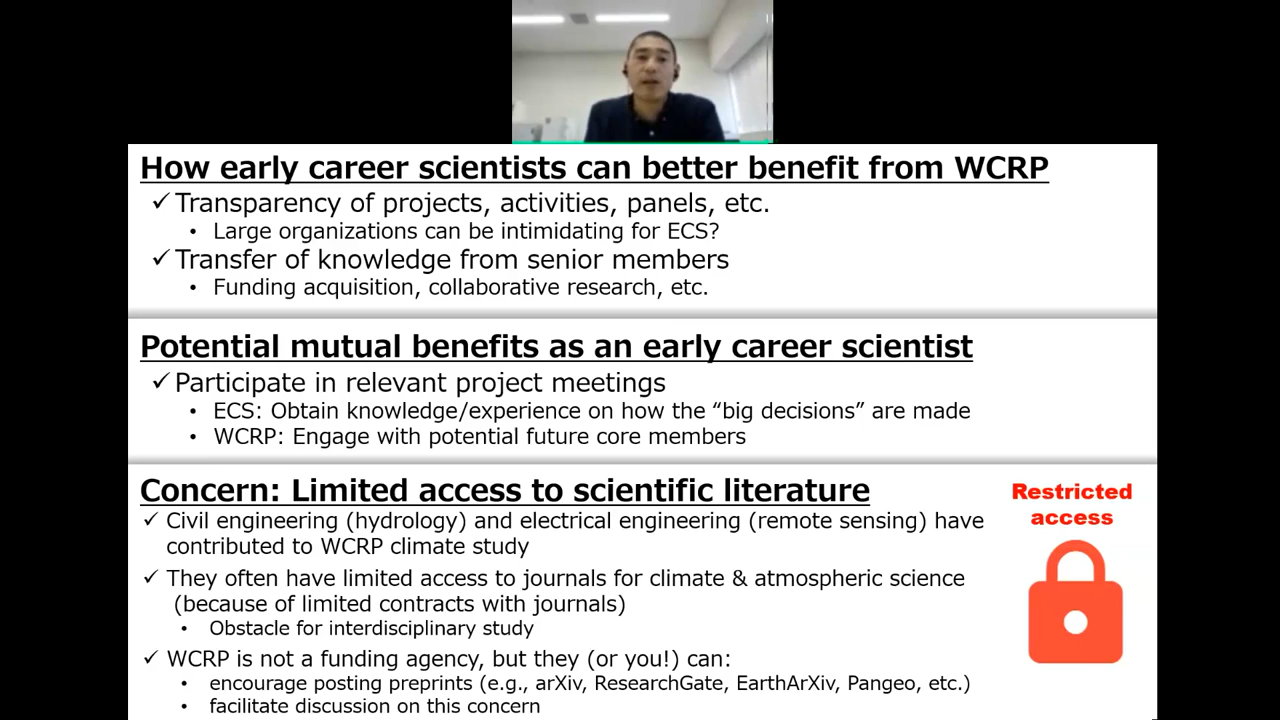 How early career scientists can better benefit from WCRP
✓ Transparency of projects, activities, panels, etc.
• Large organizations can be intimidating for ECS?
✓ Transfer of knowledge from senior members
• Funding acquisition, collaborative research, etc.
Potential mutual benefits as an early career scientist
✓ Participate in relevant project meetings
• ECS: Obtain knowledge/experience on how the “big decisions” are made
• WCRP: Engage with potential future core members
Concern: Limited access to scientific literature
Restricted
access
✓ Civil engineering (hydrology) and electrical engineering (remote sensing) have
contributed to WCRP climate study
✓ They often have limited access to journals for climate & atmospheric science
(because of limited contracts with journals)
• Obstacle for interdisciplinary study
✓ WCRP is not a funding agency, but they (or you!) can:
• encourage posting preprints (e.g., arXiv, ResearchGate, EarthArXiv, Pangeo, etc.)
• facilitate discussion on this concern